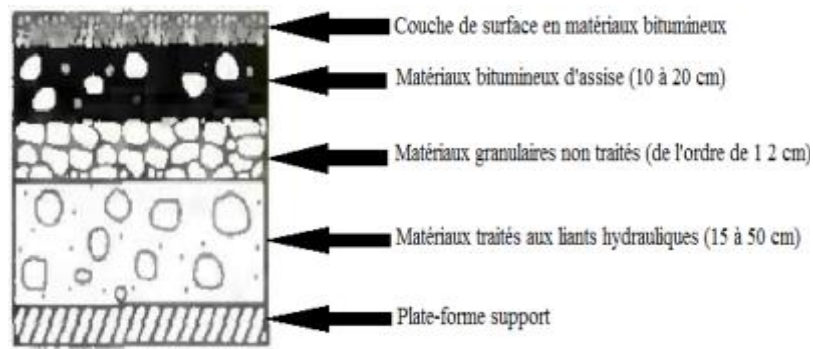 Couche de surface en matériaux bitumineux
Matériaux bitumineux d'assise (10 à 20 cm)
Matériaux granulaires non traités (de l'ordre de 1 2 cm)
Matériaux traités aux liants hydrauliques (15 à 50 cm)
Plate-forme support